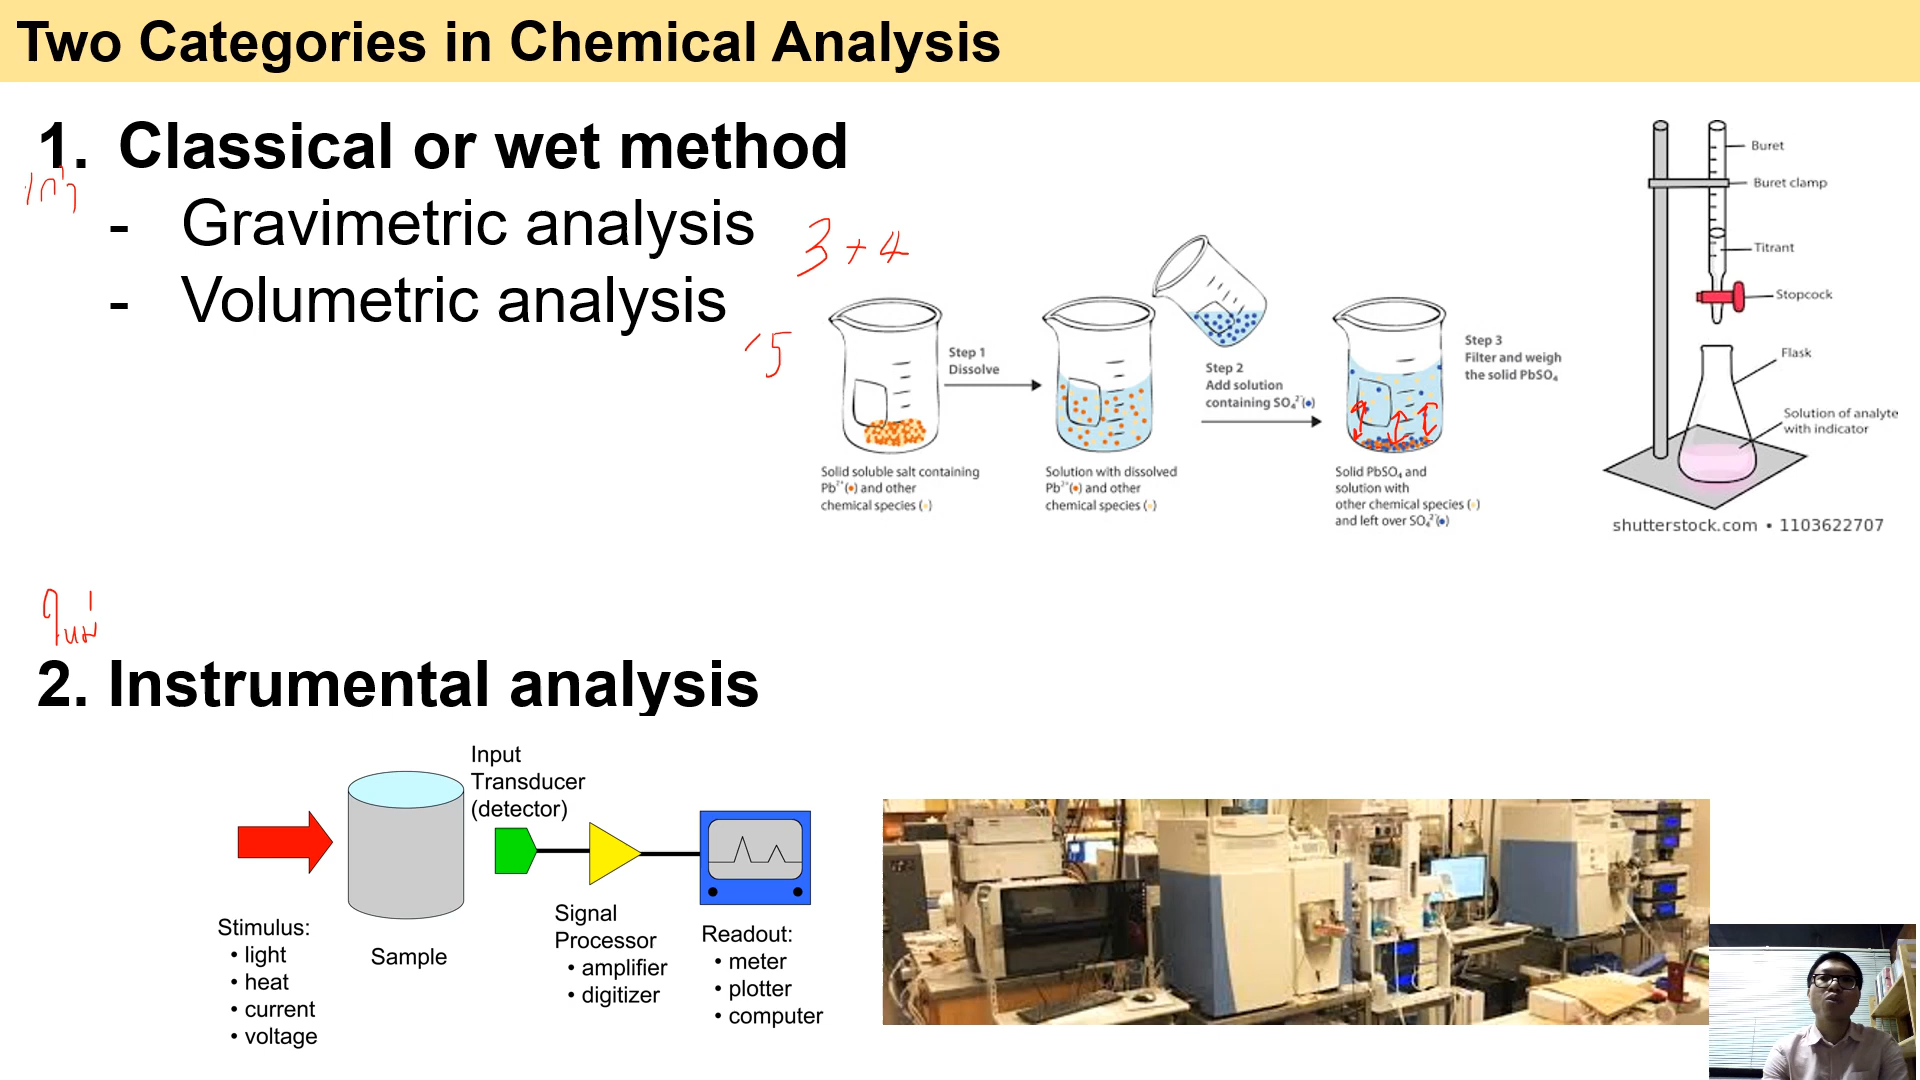 Two Categories in Chemical Analysis
1. Classical or wet method
เก่า
- Gravimetric analysis
3 + 4
- Volumetric analysis
5
Step 1
Dissolve
Step 2
Add solution
containing SO₄²⁻(•)
Step 3
Filter and weigh
the solid PbSO₄
Solid soluble salt containing
Pb²⁺(•) and other
chemical species (•)
Solution with dissolved
Pb²⁺(•) and other
chemical species (•)
Solid PbSO₄ and
solution with
other chemical species (•)
and left over SO₄²⁻(•)
Buret
Buret clamp
Titrant
Stopcock
Flask
Solution of analyte
with indicator
shutterstock.com • 1103622707
ใหม่
2. Instrumental analysis
Input
Transducer
(detector)
Stimulus:
• light
• heat
• current
• voltage
Sample
Signal
Processor
• amplifier
• digitizer
Readout:
• meter
• plotter
• computer